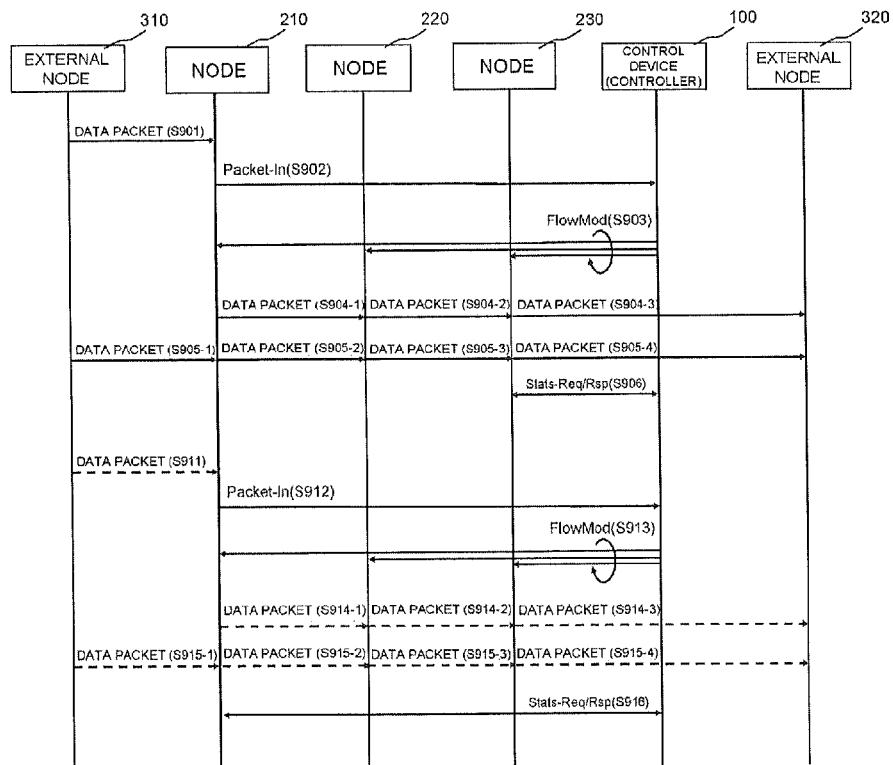 310
210
220
230
100
320
EXTERNAL
NODE
NODE
NODE
NODE
CONTROL
DEVICE
(CONTROLLER)
EXTERNAL
NODE
DATA PACKET (S901)
Packet-In(S902)
FlowMod(S903)
DATA PACKET (S904-1)
DATA PACKET (S904-2)
DATA PACKET (S904-3)
DATA PACKET (S905-1)
DATA PACKET (S905-2)
DATA PACKET (S905-3)
DATA PACKET (S905-4)
Stats-Req/Rsp(S906)
DATA PACKET (S911)
Packet-In(S912)
FlowMod(S913)
DATA PACKET (S914-1)
DATA PACKET (S914-2)
DATA PACKET (S914-3)
DATA PACKET (S915-1)
DATA PACKET (S915-2)
DATA PACKET (S915-3)
DATA PACKET (S915-4)
Stats-Req/Rsp(S916)